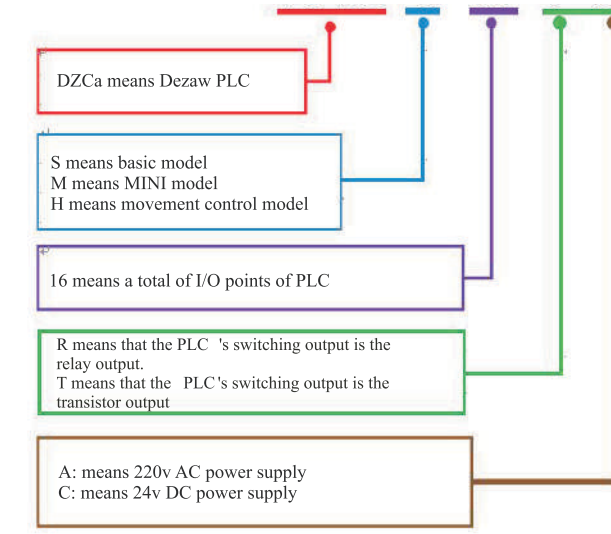 DZCa means Dezaw PLC
S means basic model
M means MINI model
H means movement control model
16 means a total of I/O points of PLC
R means that the PLC 's switching output is the
relay output.
T means that the PLC's switching output is the
transistor output
A: means 220v AC power supply
C: means 24v DC power supply